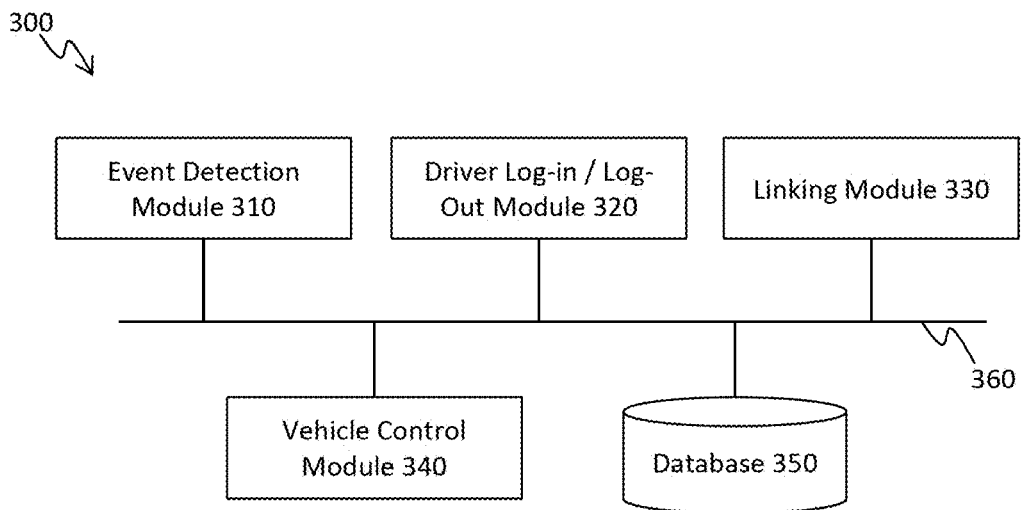 300
Event Detection
Module 310
Driver Log-in / Log-
Out Module 320
Linking Module 330
360
Vehicle Control
Module 340
Database 350